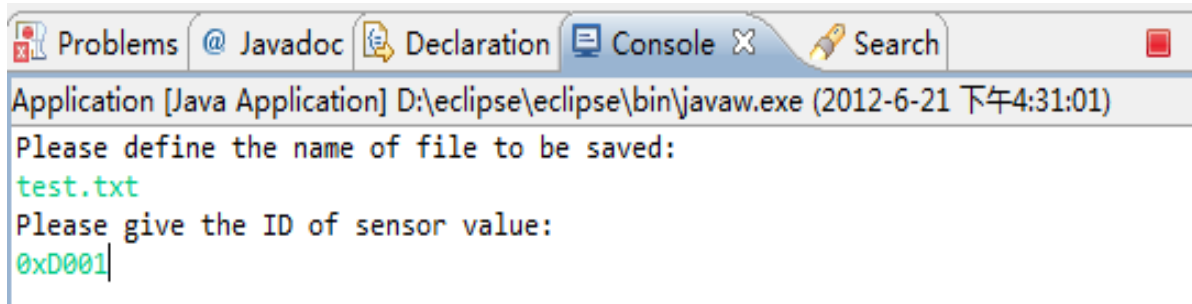 Problems @ Javadoc Declaration Console Search
Application [Java Application] D:\eclipse\eclipse\bin\javaw.exe (2012-6-21 下午4:31:01)
Please define the name of file to be saved:
test.txt
Please give the ID of sensor value:
0xD001